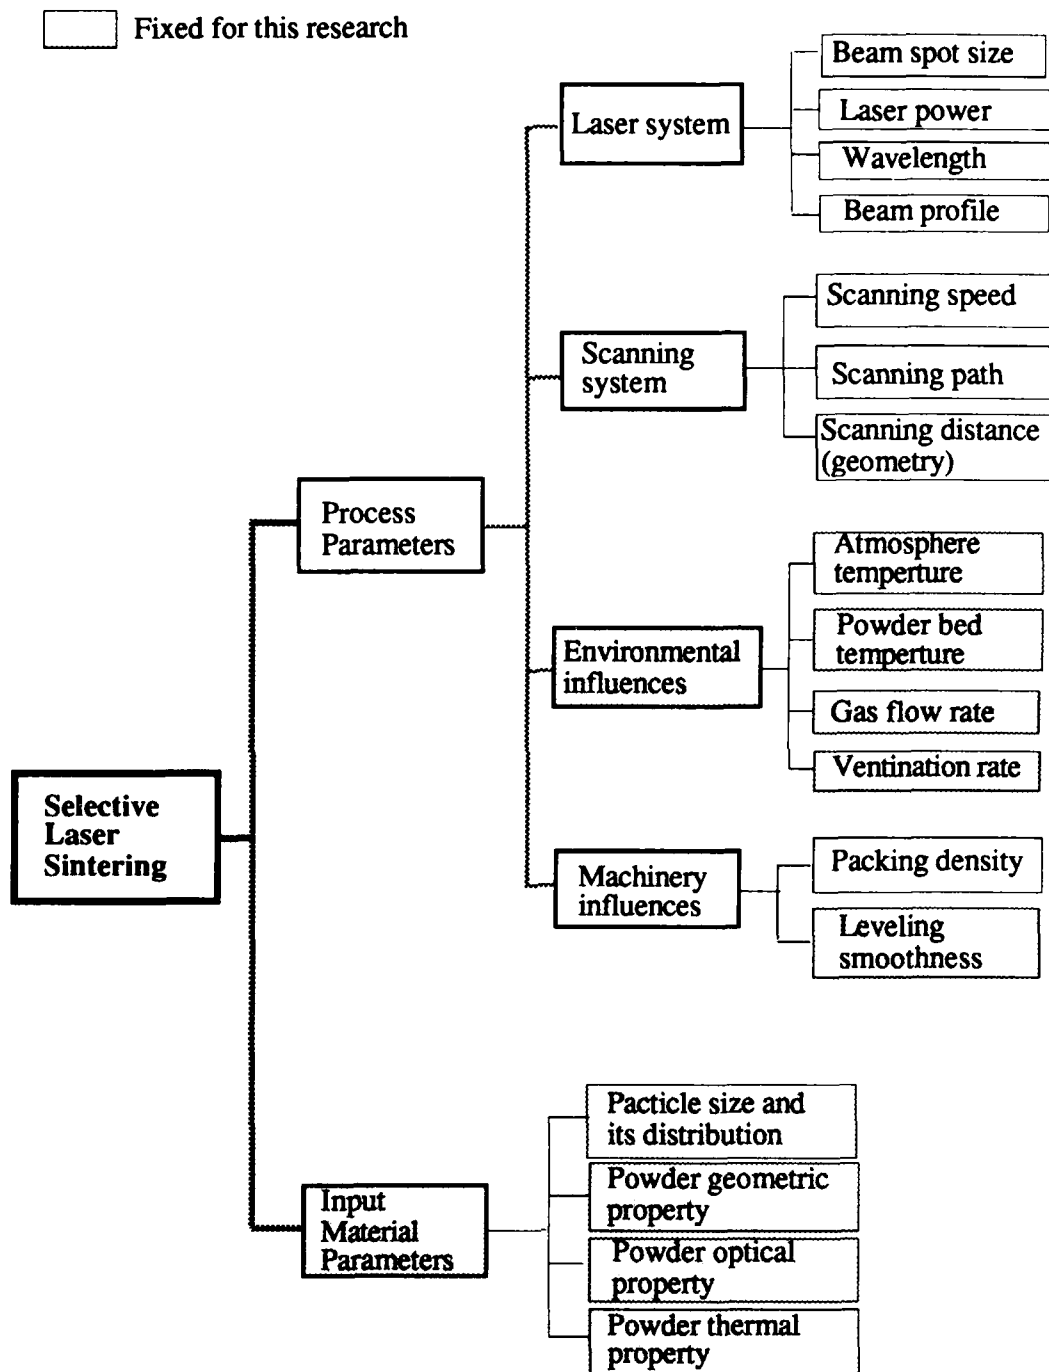 Fixed for this research
Beam spot size
Laser system
Laser power
Wavelength
Beam profile
Scanning speed
Scanning
system
Scanning path
Scanning distance
(geometry)
Process
Parameters
Atmosphere
temperture
Environmental
influences
Powder bed
temperture
Gas flow rate
Ventination rate
Selective
Laser
Sintering
Machinery
influences
Packing density
Leveling
smoothness
Pacticle size and
its distribution
Input
Material
Parameters
Powder geometric
property
Powder optical
property
Powder thermal
property